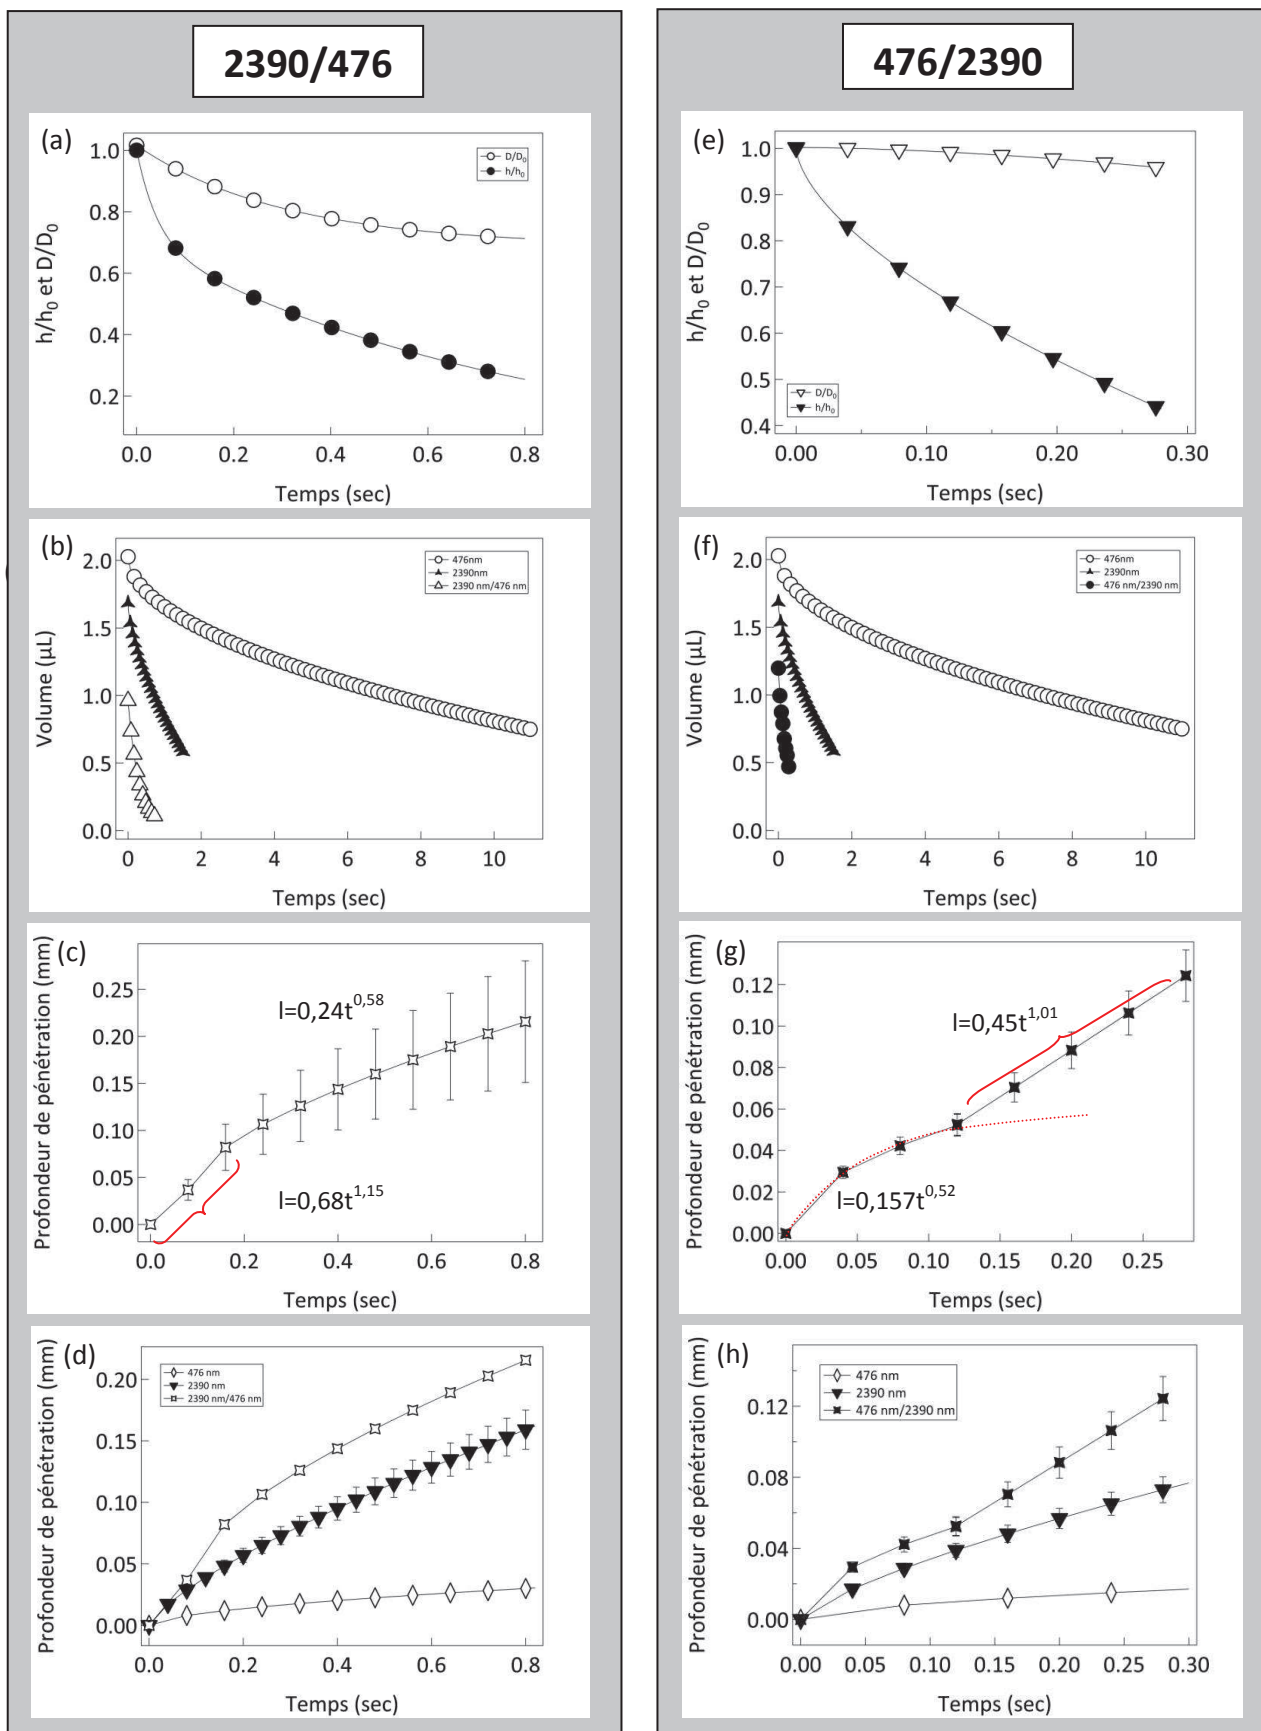 2390/476
(a)
1.0
0.8
0.6
0.4
0.2
h/h0 et D/D0
D/D0
h/h0
0.0 0.2 0.4 0.6 0.8
Temps (sec)
(b)
2.0
1.5
1.0
0.5
0.0
Volume (µL)
476nm
2390nm
2390 nm/476 nm
0 2 4 6 8 10
Temps (sec)
(c)
0.25
0.20
0.15
0.10
0.05
0.00
Profondeur de pénétration (mm)
l=0,24t^0,58
l=0,68t^1,15
0.0 0.2 0.4 0.6 0.8
Temps (sec)
(d)
0.20
0.15
0.10
0.05
0.00
Profondeur de pénétration (mm)
476 nm
2390 nm
2390 nm/476 nm
0.0 0.2 0.4 0.6 0.8
Temps (sec)
476/2390
(e)
1.0
0.9
0.8
0.7
0.6
0.5
0.4
h/h0 et D/D0
D/D0
h/h0
0.00 0.10 0.20 0.30
Temps (sec)
(f)
2.0
1.5
1.0
0.5
0.0
Volume (µL)
476nm
2390nm
476 nm/2390 nm
0 2 4 6 8 10
Temps (sec)
(g)
0.12
0.10
0.08
0.06
0.04
0.02
0.00
Profondeur de pénétration (mm)
l=0,45t^1,01
l=0,157t^0,52
0.00 0.05 0.10 0.15 0.20 0.25
Temps (sec)
(h)
0.12
0.08
0.04
0.00
Profondeur de pénétration (mm)
476 nm
2390 nm
476 nm/2390 nm
0.00 0.05 0.10 0.15 0.20 0.25 0.30
Temps (sec)